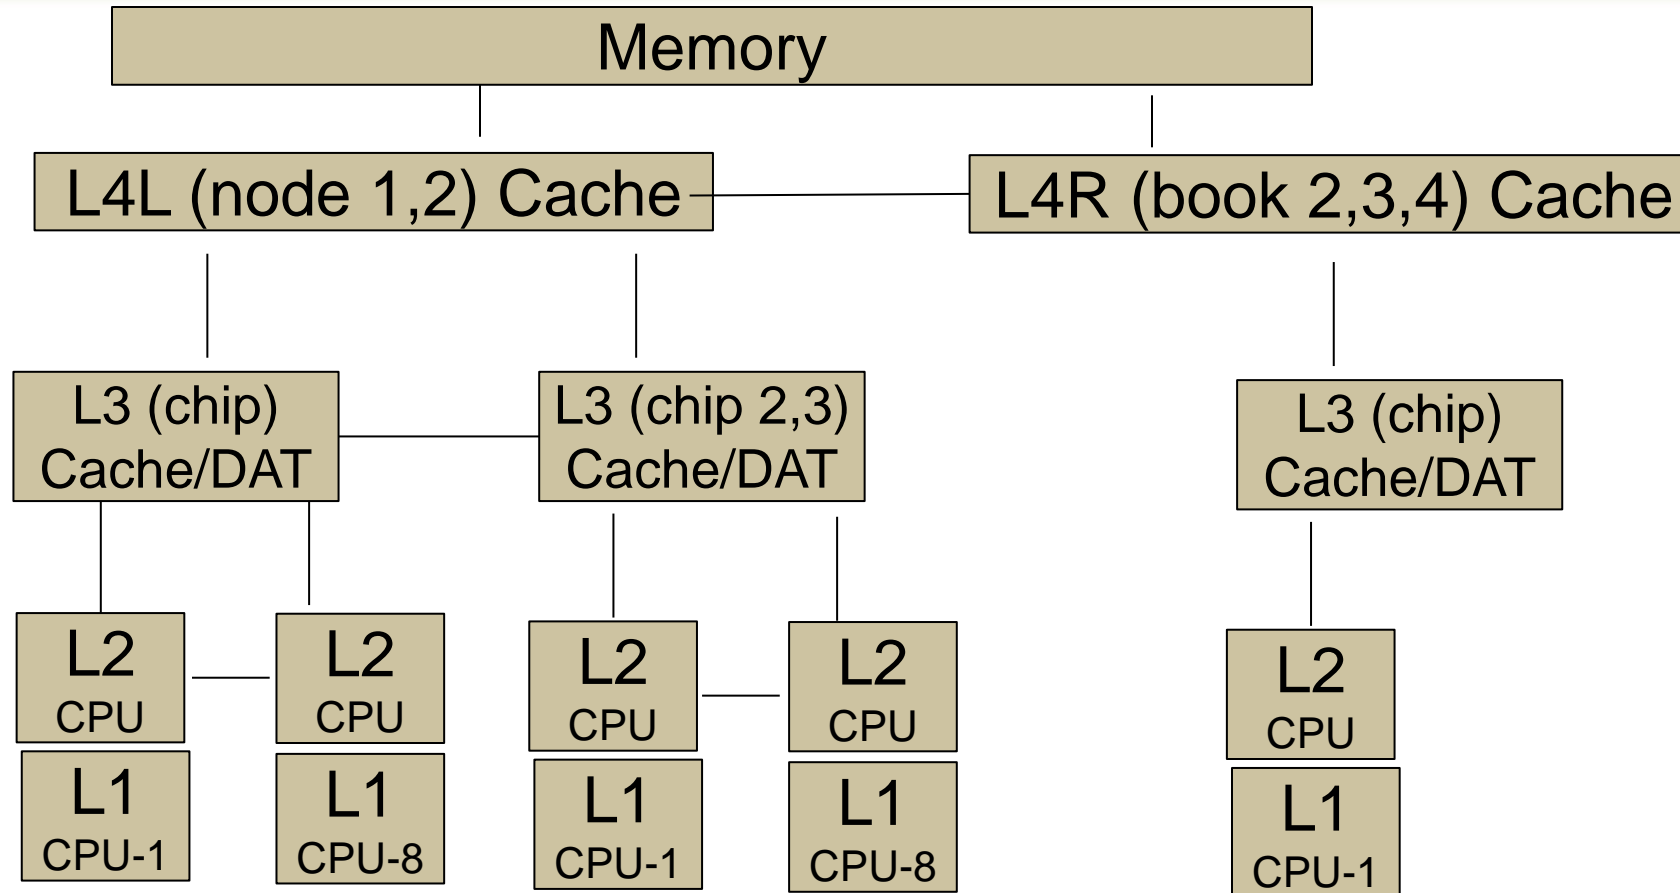 Memory
L4L (node 1,2) Cache
L4R (book 2,3,4) Cache
L3 (chip)
Cache/DAT
L3 (chip 2,3)
Cache/DAT
L3 (chip)
Cache/DAT
L2
CPU
L2
CPU
L2
CPU
L2
CPU
L2
CPU
L1
CPU-1
L1
CPU-8
L1
CPU-1
L1
CPU-8
L1
CPU-1